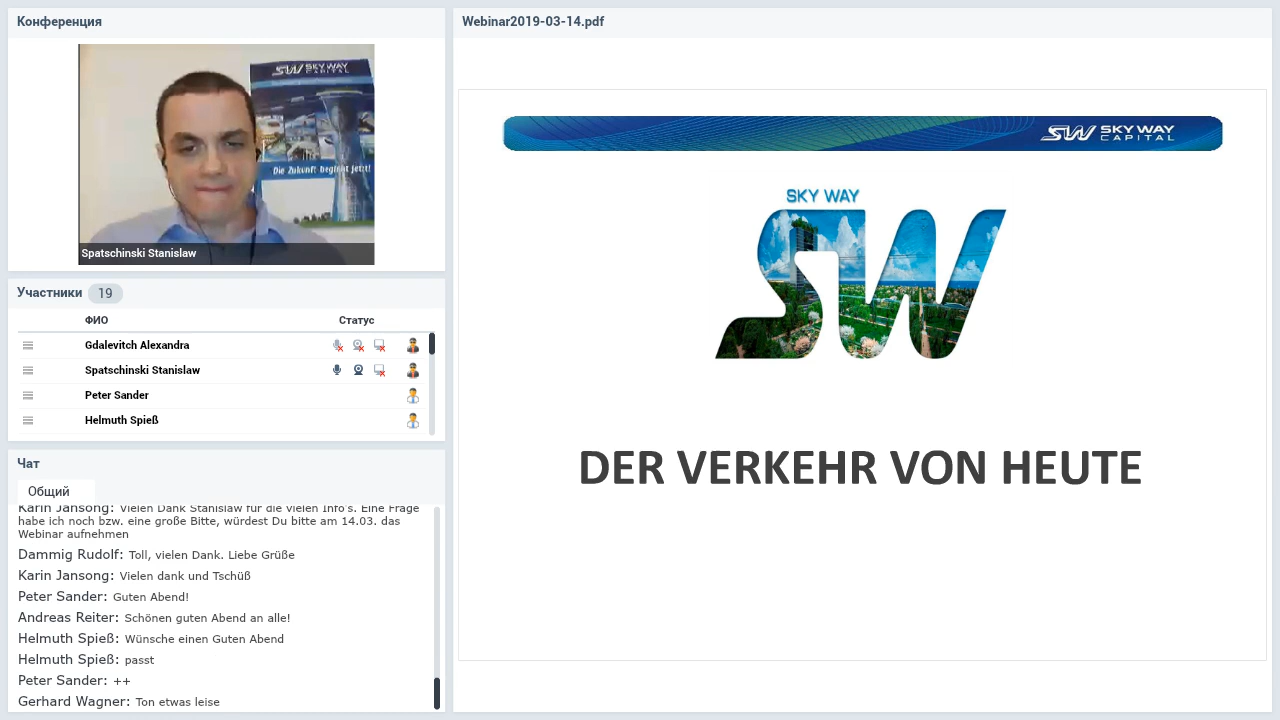 Конференция
SW SKY WAY CAPITAL
Die Zukunft beginnt jetzt!
Spatschinski Stanislaw
Участники 19
ФИО Статус
Gdalevitch Alexandra
Spatschinski Stanislaw
Peter Sander
Helmuth Spieß
Чат
Общий
Karin Jansong: Vielen Dank Stanislaw für die vielen Info's. Eine Frage
habe ich noch bzw. eine große Bitte, würdest Du bitte am 14.03. das
Webinar aufnehmen
Dammig Rudolf: Toll, vielen Dank. Liebe Grüße
Karin Jansong: Vielen dank und Tschüß
Peter Sander: Guten Abend!
Andreas Reiter: Schönen guten Abend an alle!
Helmuth Spieß: Wünsche einen Guten Abend
Helmuth Spieß: passt
Peter Sander: ++
Gerhard Wagner: Ton etwas leise
Webinar2019-03-14.pdf
SW SKY WAY CAPITAL
SKY WAY
SW
DER VERKEHR VON HEUTE